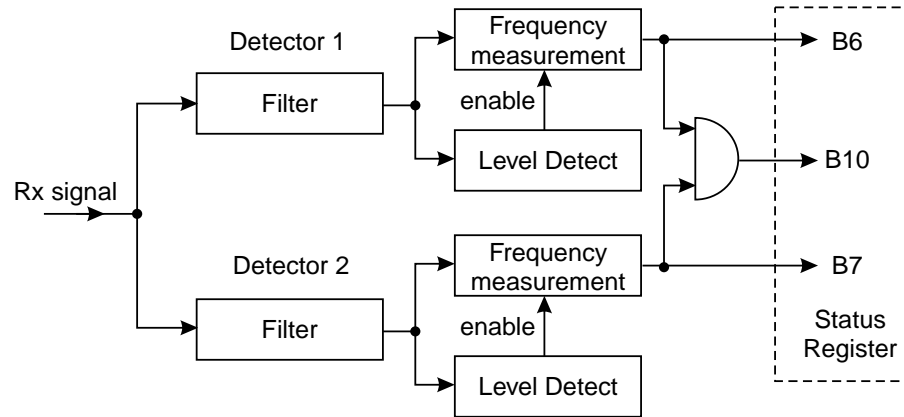 Detector 1
Filter
Frequency
measurement
enable
Level Detect
B6
B10
Rx signal
Detector 2
Filter
Frequency
measurement
enable
Level Detect
B7
Status
Register